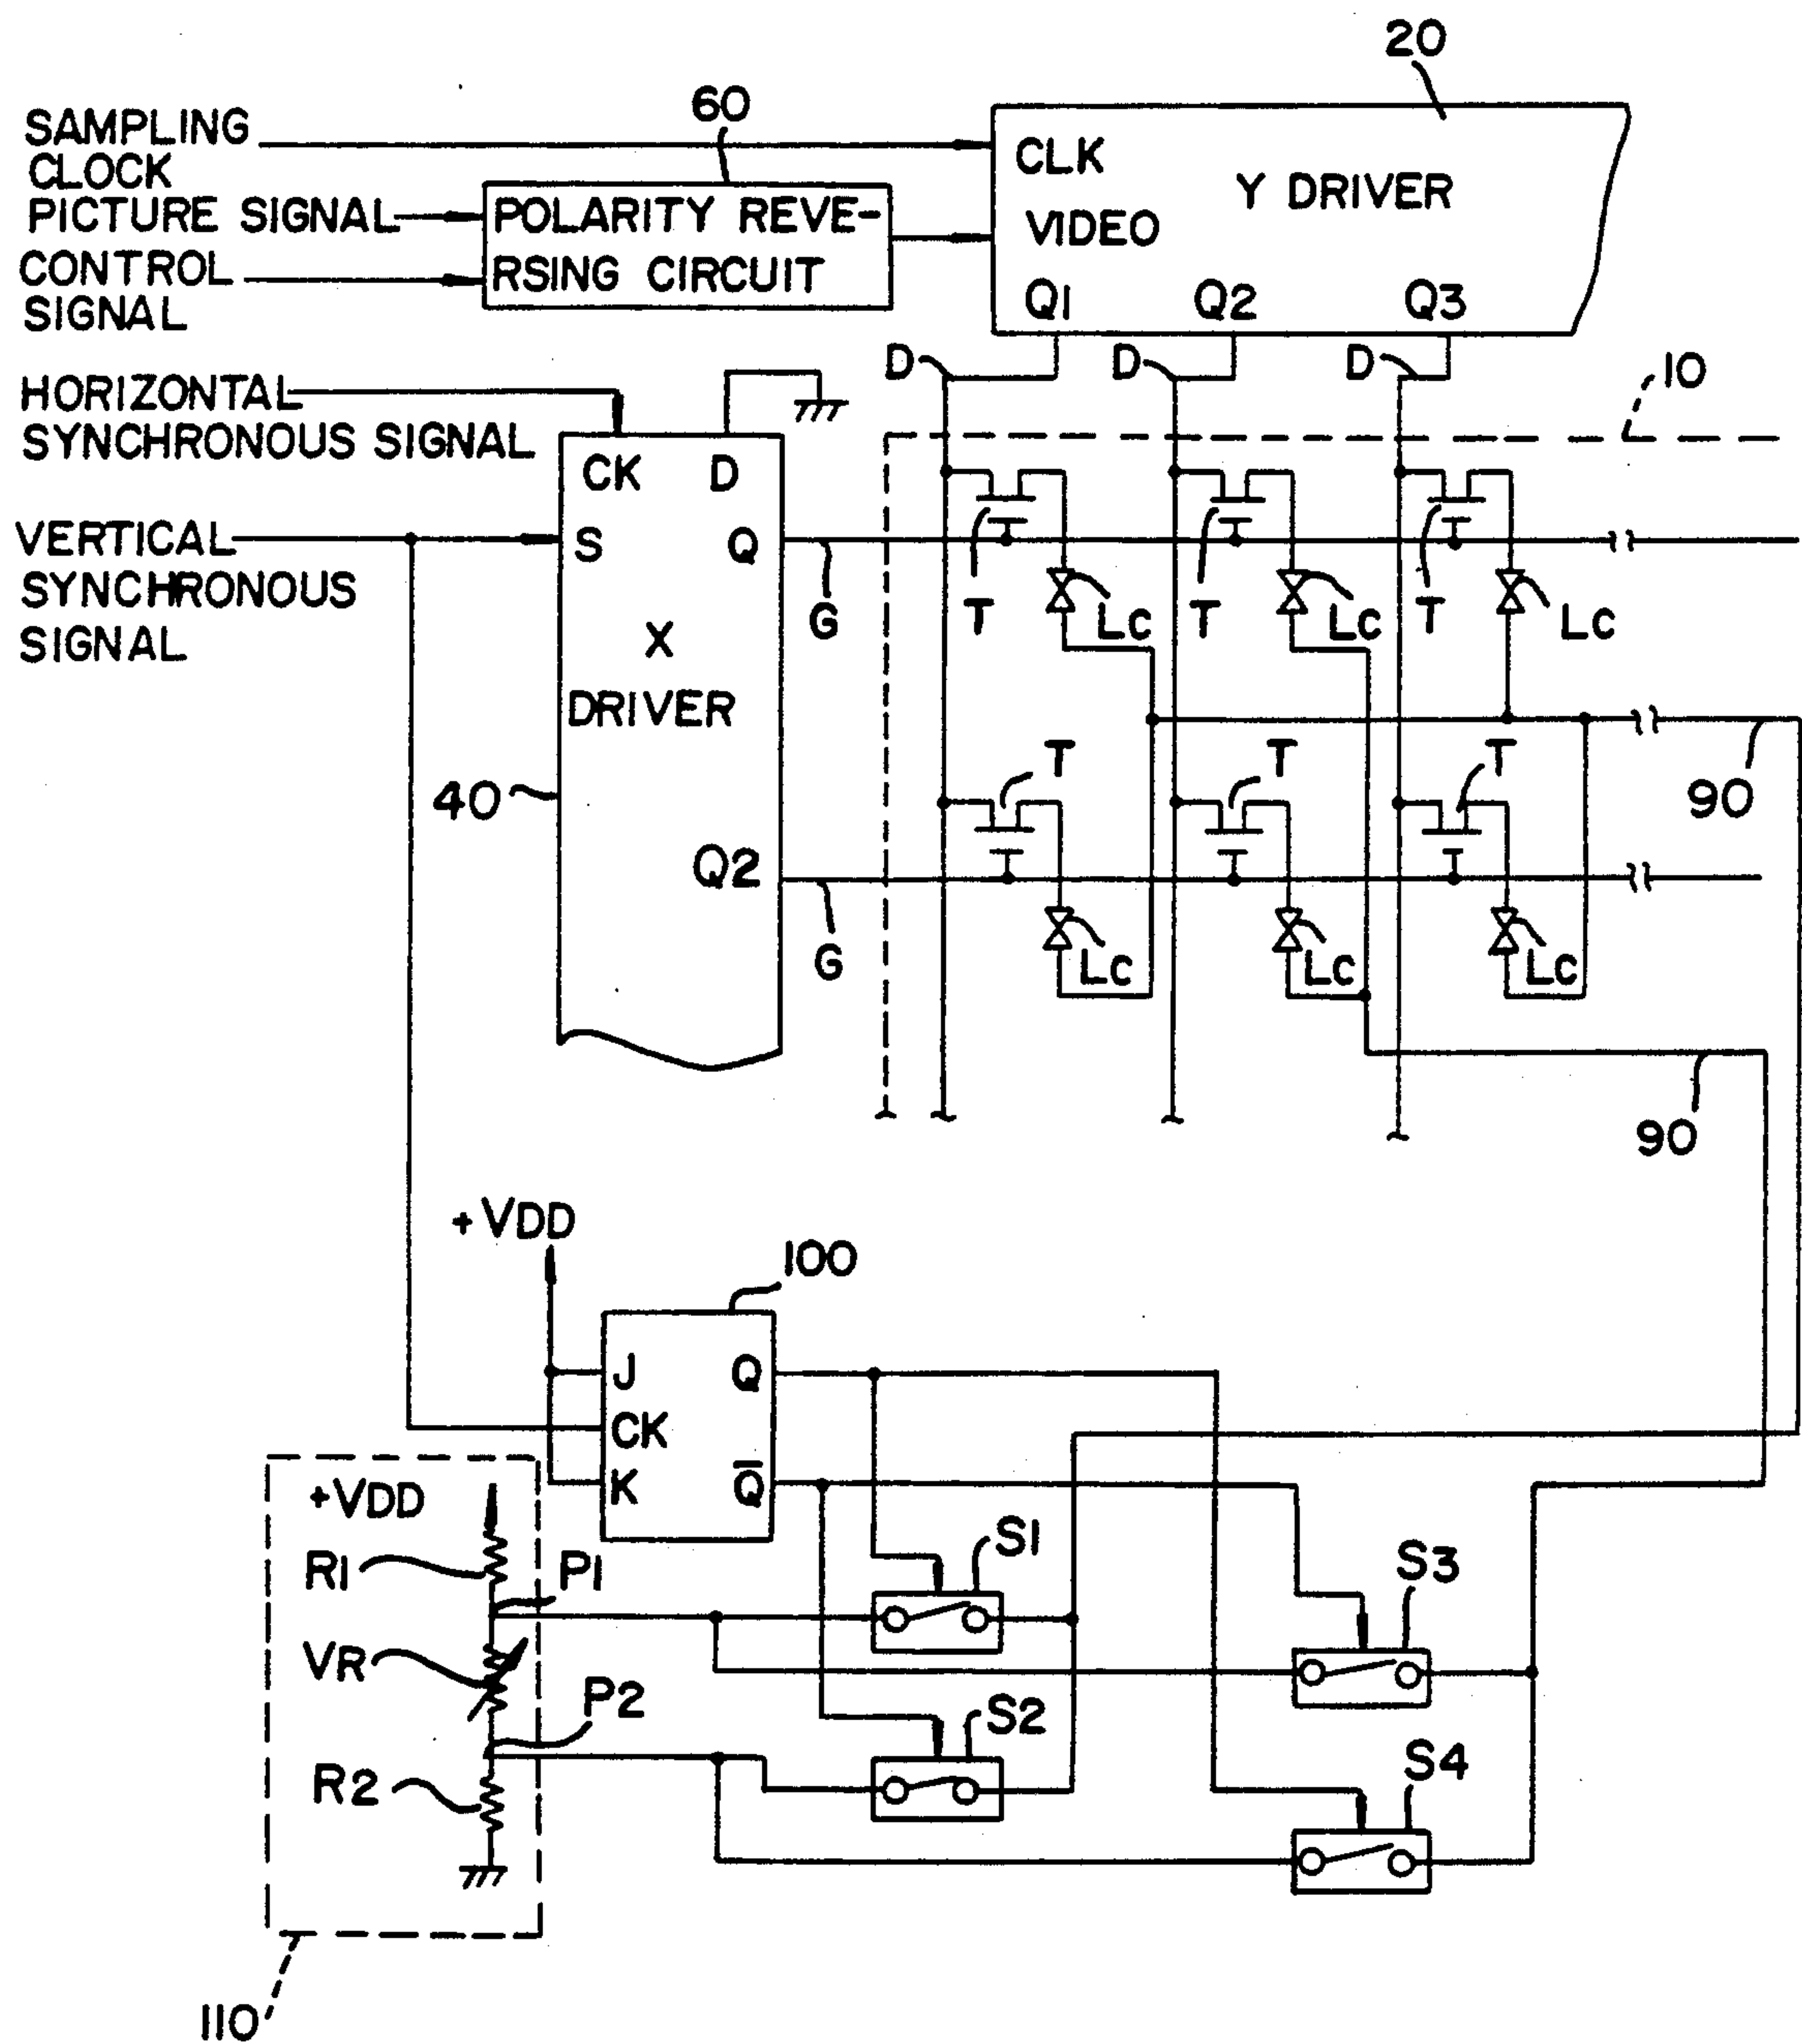 20
60
SAMPLING
CLOCK
CLK
Y DRIVER
PICTURE SIGNAL
POLARITY REVE-
RSING CIRCUIT
VIDEO
CONTROL
SIGNAL
Q1 Q2 Q3
D D D
10
HORIZONTAL
SYNCHRONOUS SIGNAL
CK D
VERTICAL
SYNCHRONOUS
SIGNAL
S Q
X
DRIVER
G
T Lc T Lc T Lc
T T T
90
40
Q2
G
Lc Lc Lc
90
+VDD
100
J Q
CK
K Q̅
+VDD
R1
P1
S1
S3
VR
P2
S2
R2
S4
110